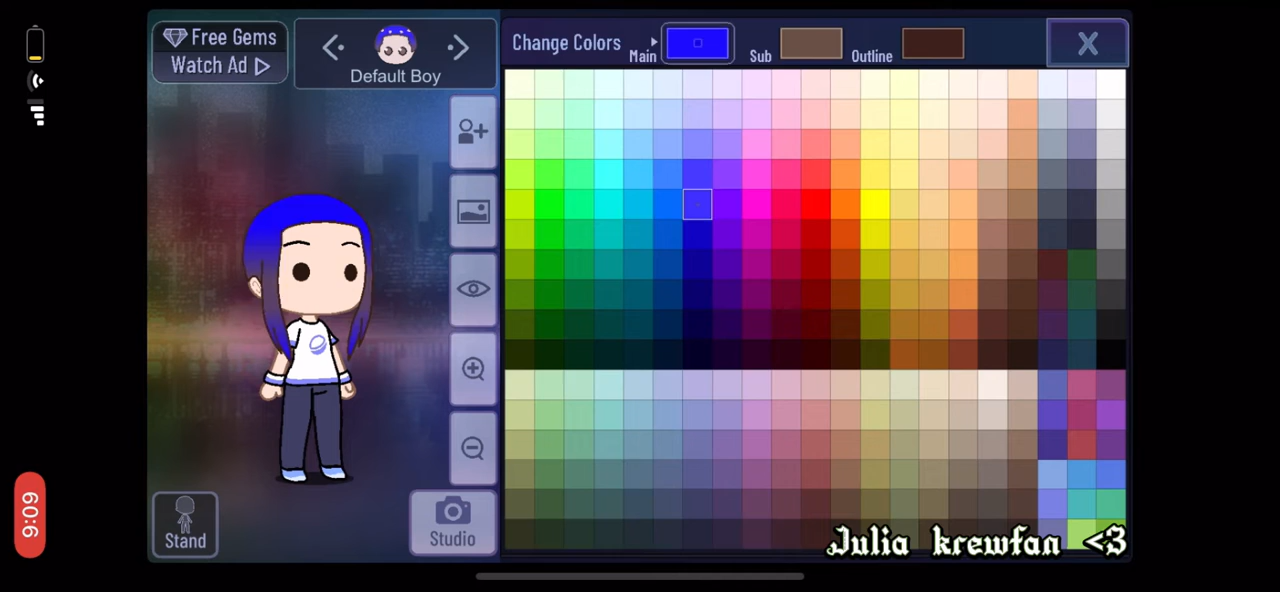 Free Gems
Watch Ad
Default Boy
Change Colors
Main
Sub
Outline
X
Stand
Studio
9:09
Julia krewfan <3